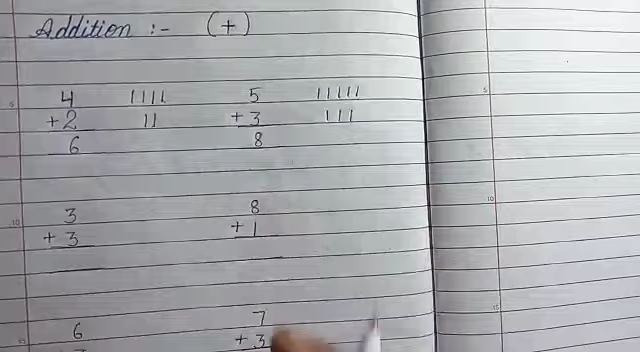 Addition :- (+)
4 1111 5 11111
+2 11 +3 111
6 8
3 8
+3 +1
6 7
+3